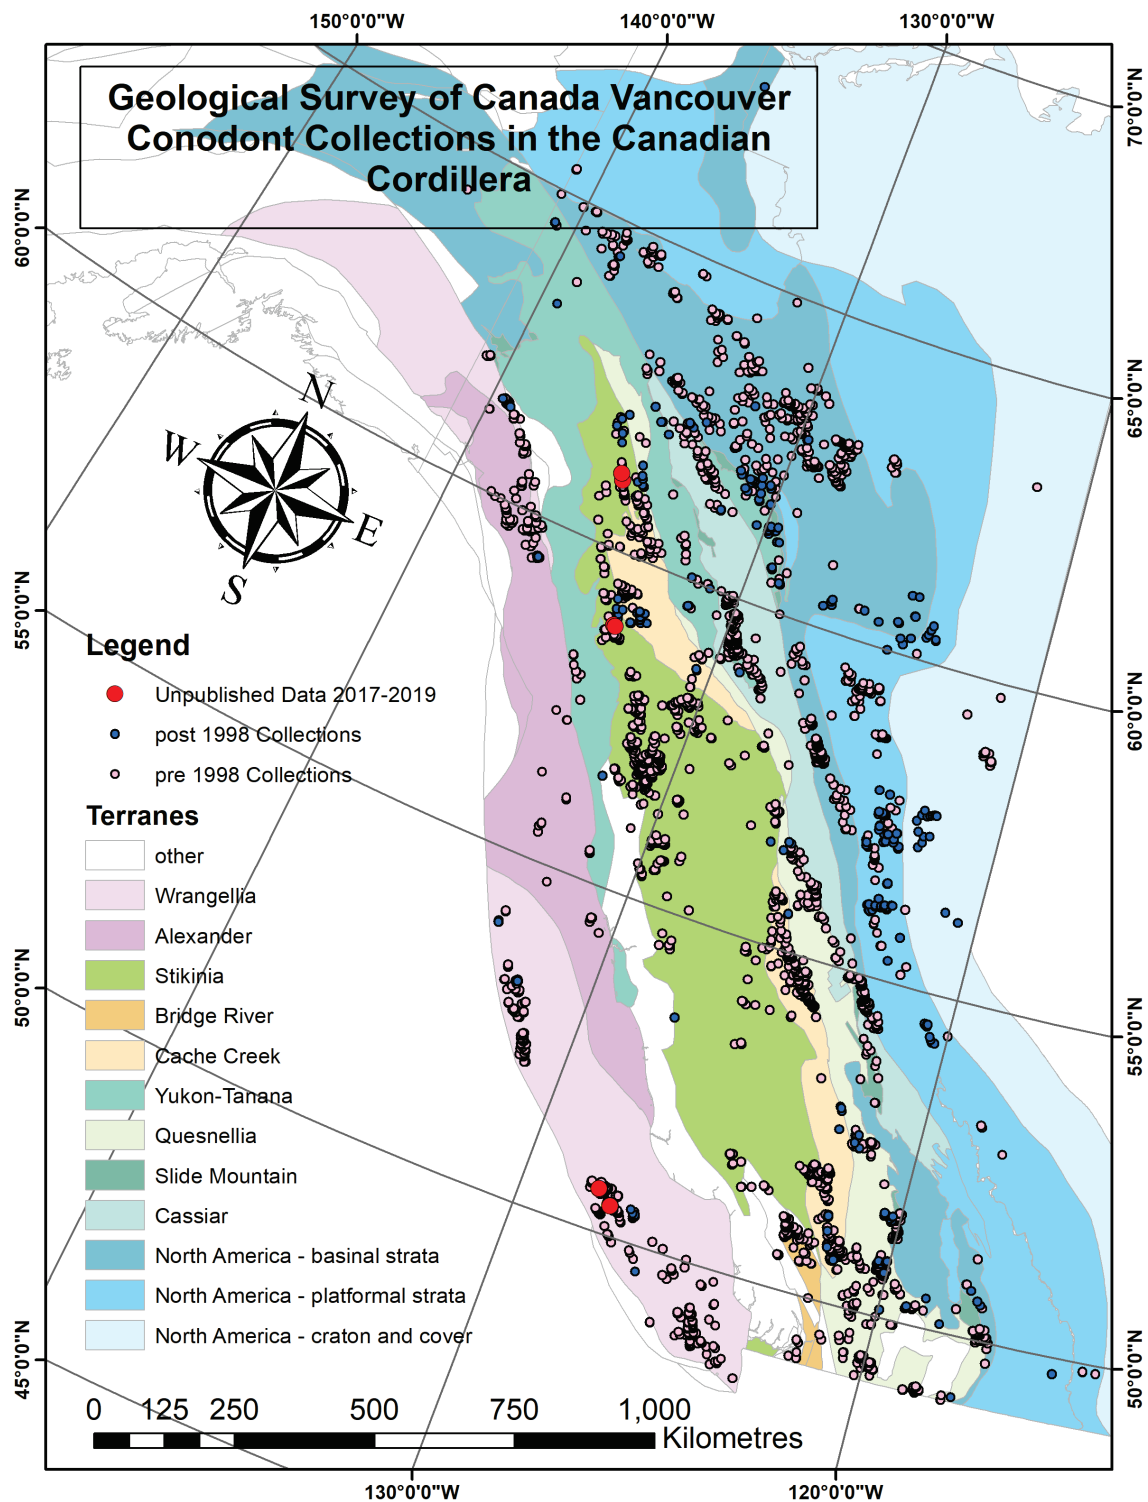 150°0'0"W
140°0'0"W
130°0'0"W
Geological Survey of Canada Vancouver
Conodont Collections in the Canadian
Cordillera
70°0'0"N
60°0'0"N
65°0'0"N
N
W
E
S
55°0'0"N
60°0'0"N
Legend
Unpublished Data 2017-2019
post 1998 Collections
pre 1998 Collections
Terranes
other
Wrangellia
Alexander
Stikinia
Bridge River
Cache Creek
Yukon-Tanana
Quesnellia
Slide Mountain
Cassiar
North America - basinal strata
North America - platformal strata
North America - craton and cover
50°0'0"N
55°0'0"N
45°0'0"N
50°0'0"N
0 125 250 500 750 1,000
Kilometres
130°0'0"W
120°0'0"W